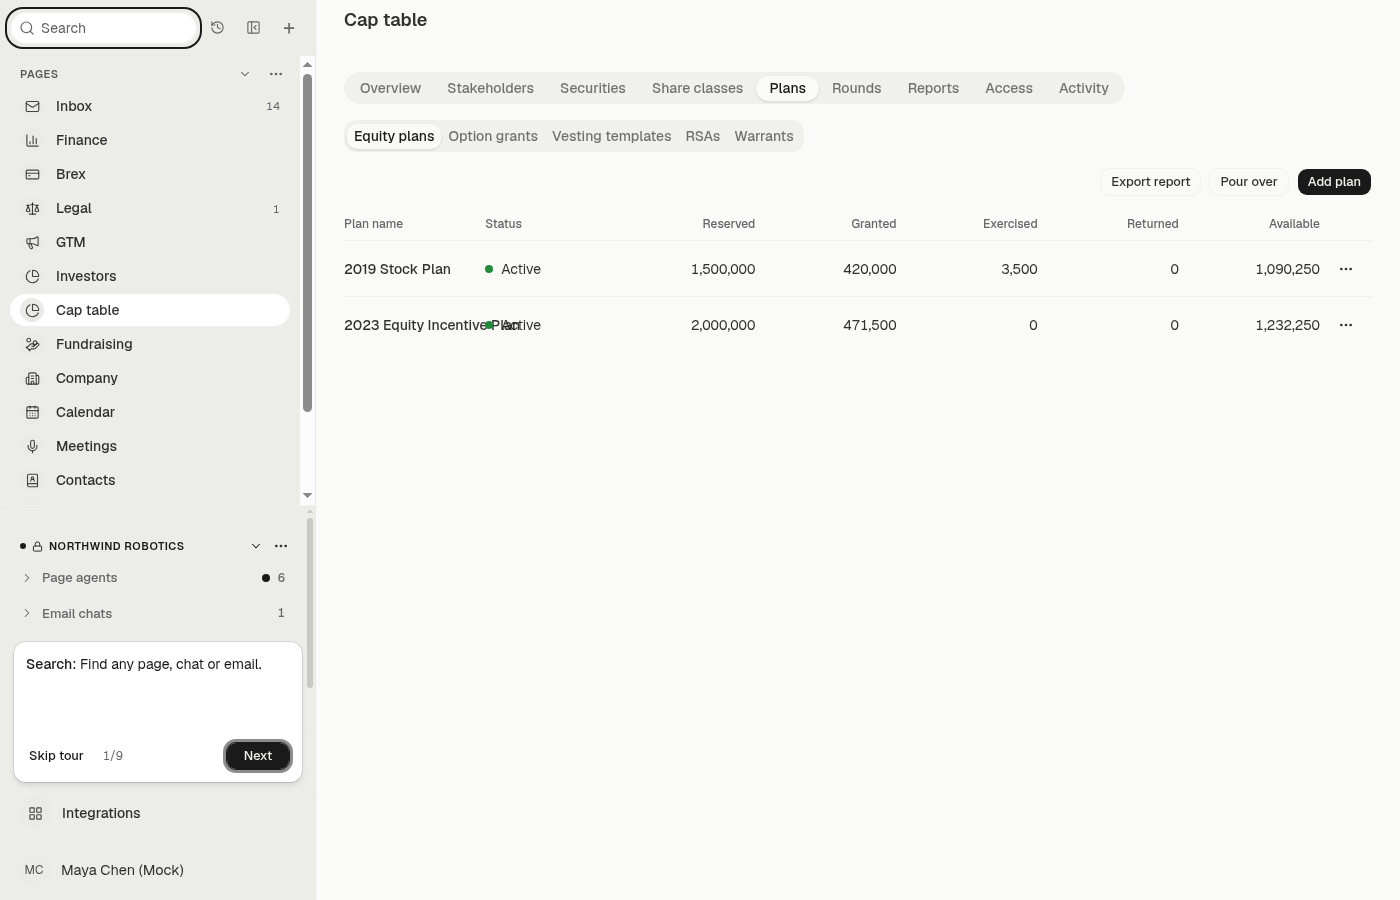 Search
Cap table
PAGES
Inbox 14
Finance
Brex
Legal 1
GTM
Investors
Cap table
Fundraising
Company
Calendar
Meetings
Contacts
NORTHWIND ROBOTICS
Page agents 6
Email chats 1
Search: Find any page, chat or email.
Skip tour 1/9 Next
Integrations
MC Maya Chen (Mock)
Overview Stakeholders Securities Share classes Plans Rounds Reports Access Activity
Equity plans Option grants Vesting templates RSAs Warrants
Export report Pour over Add plan
Plan name Status Reserved Granted Exercised Returned Available
2019 Stock Plan Active 1,500,000 420,000 3,500 0 1,090,250
2023 Equity Incentive Plan Active 2,000,000 471,500 0 0 1,232,250